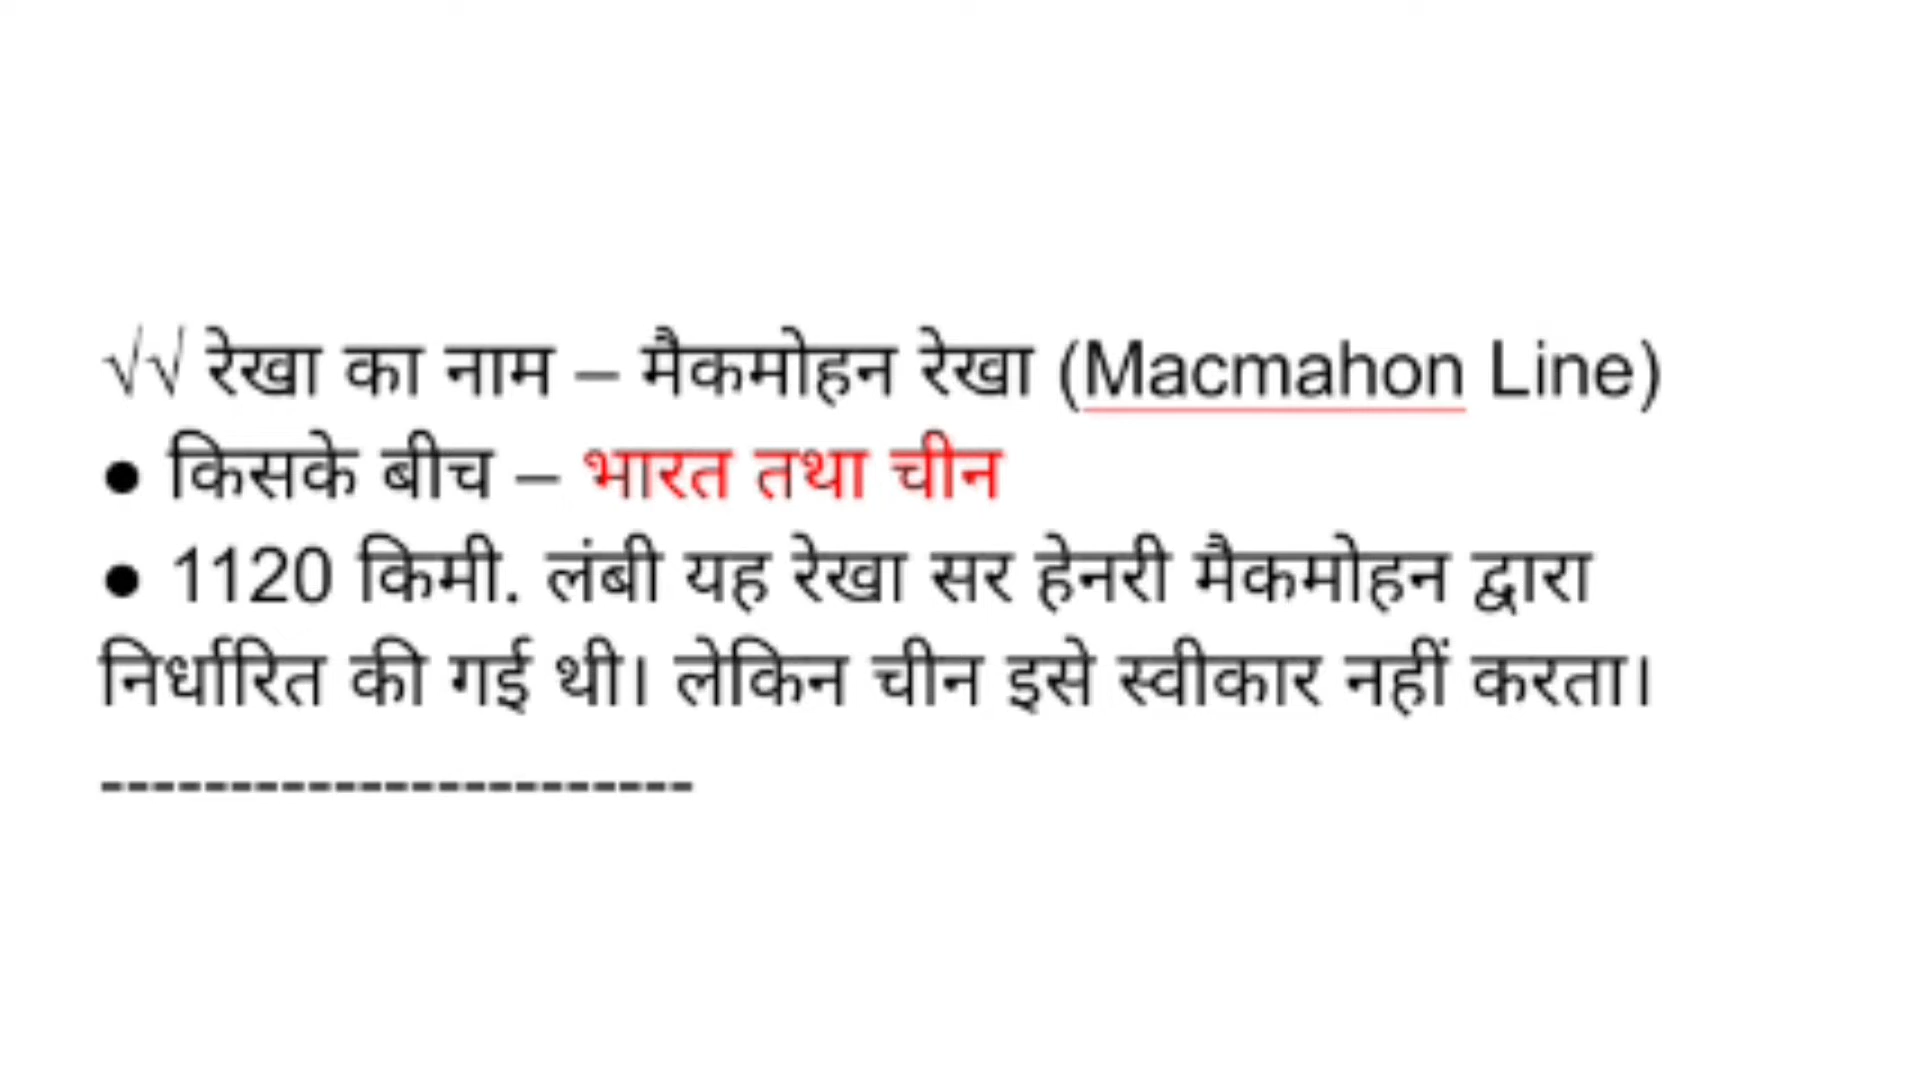 √√ रेखा का नाम – मैकमोहन रेखा (Macmahon Line)
● किसके बीच – भारत तथा चीन
● 1120 किमी. लंबी यह रेखा सर हेनरी मैकमोहन द्वारा
निर्धारित की गई थी। लेकिन चीन इसे स्वीकार नहीं करता।
-----------------------